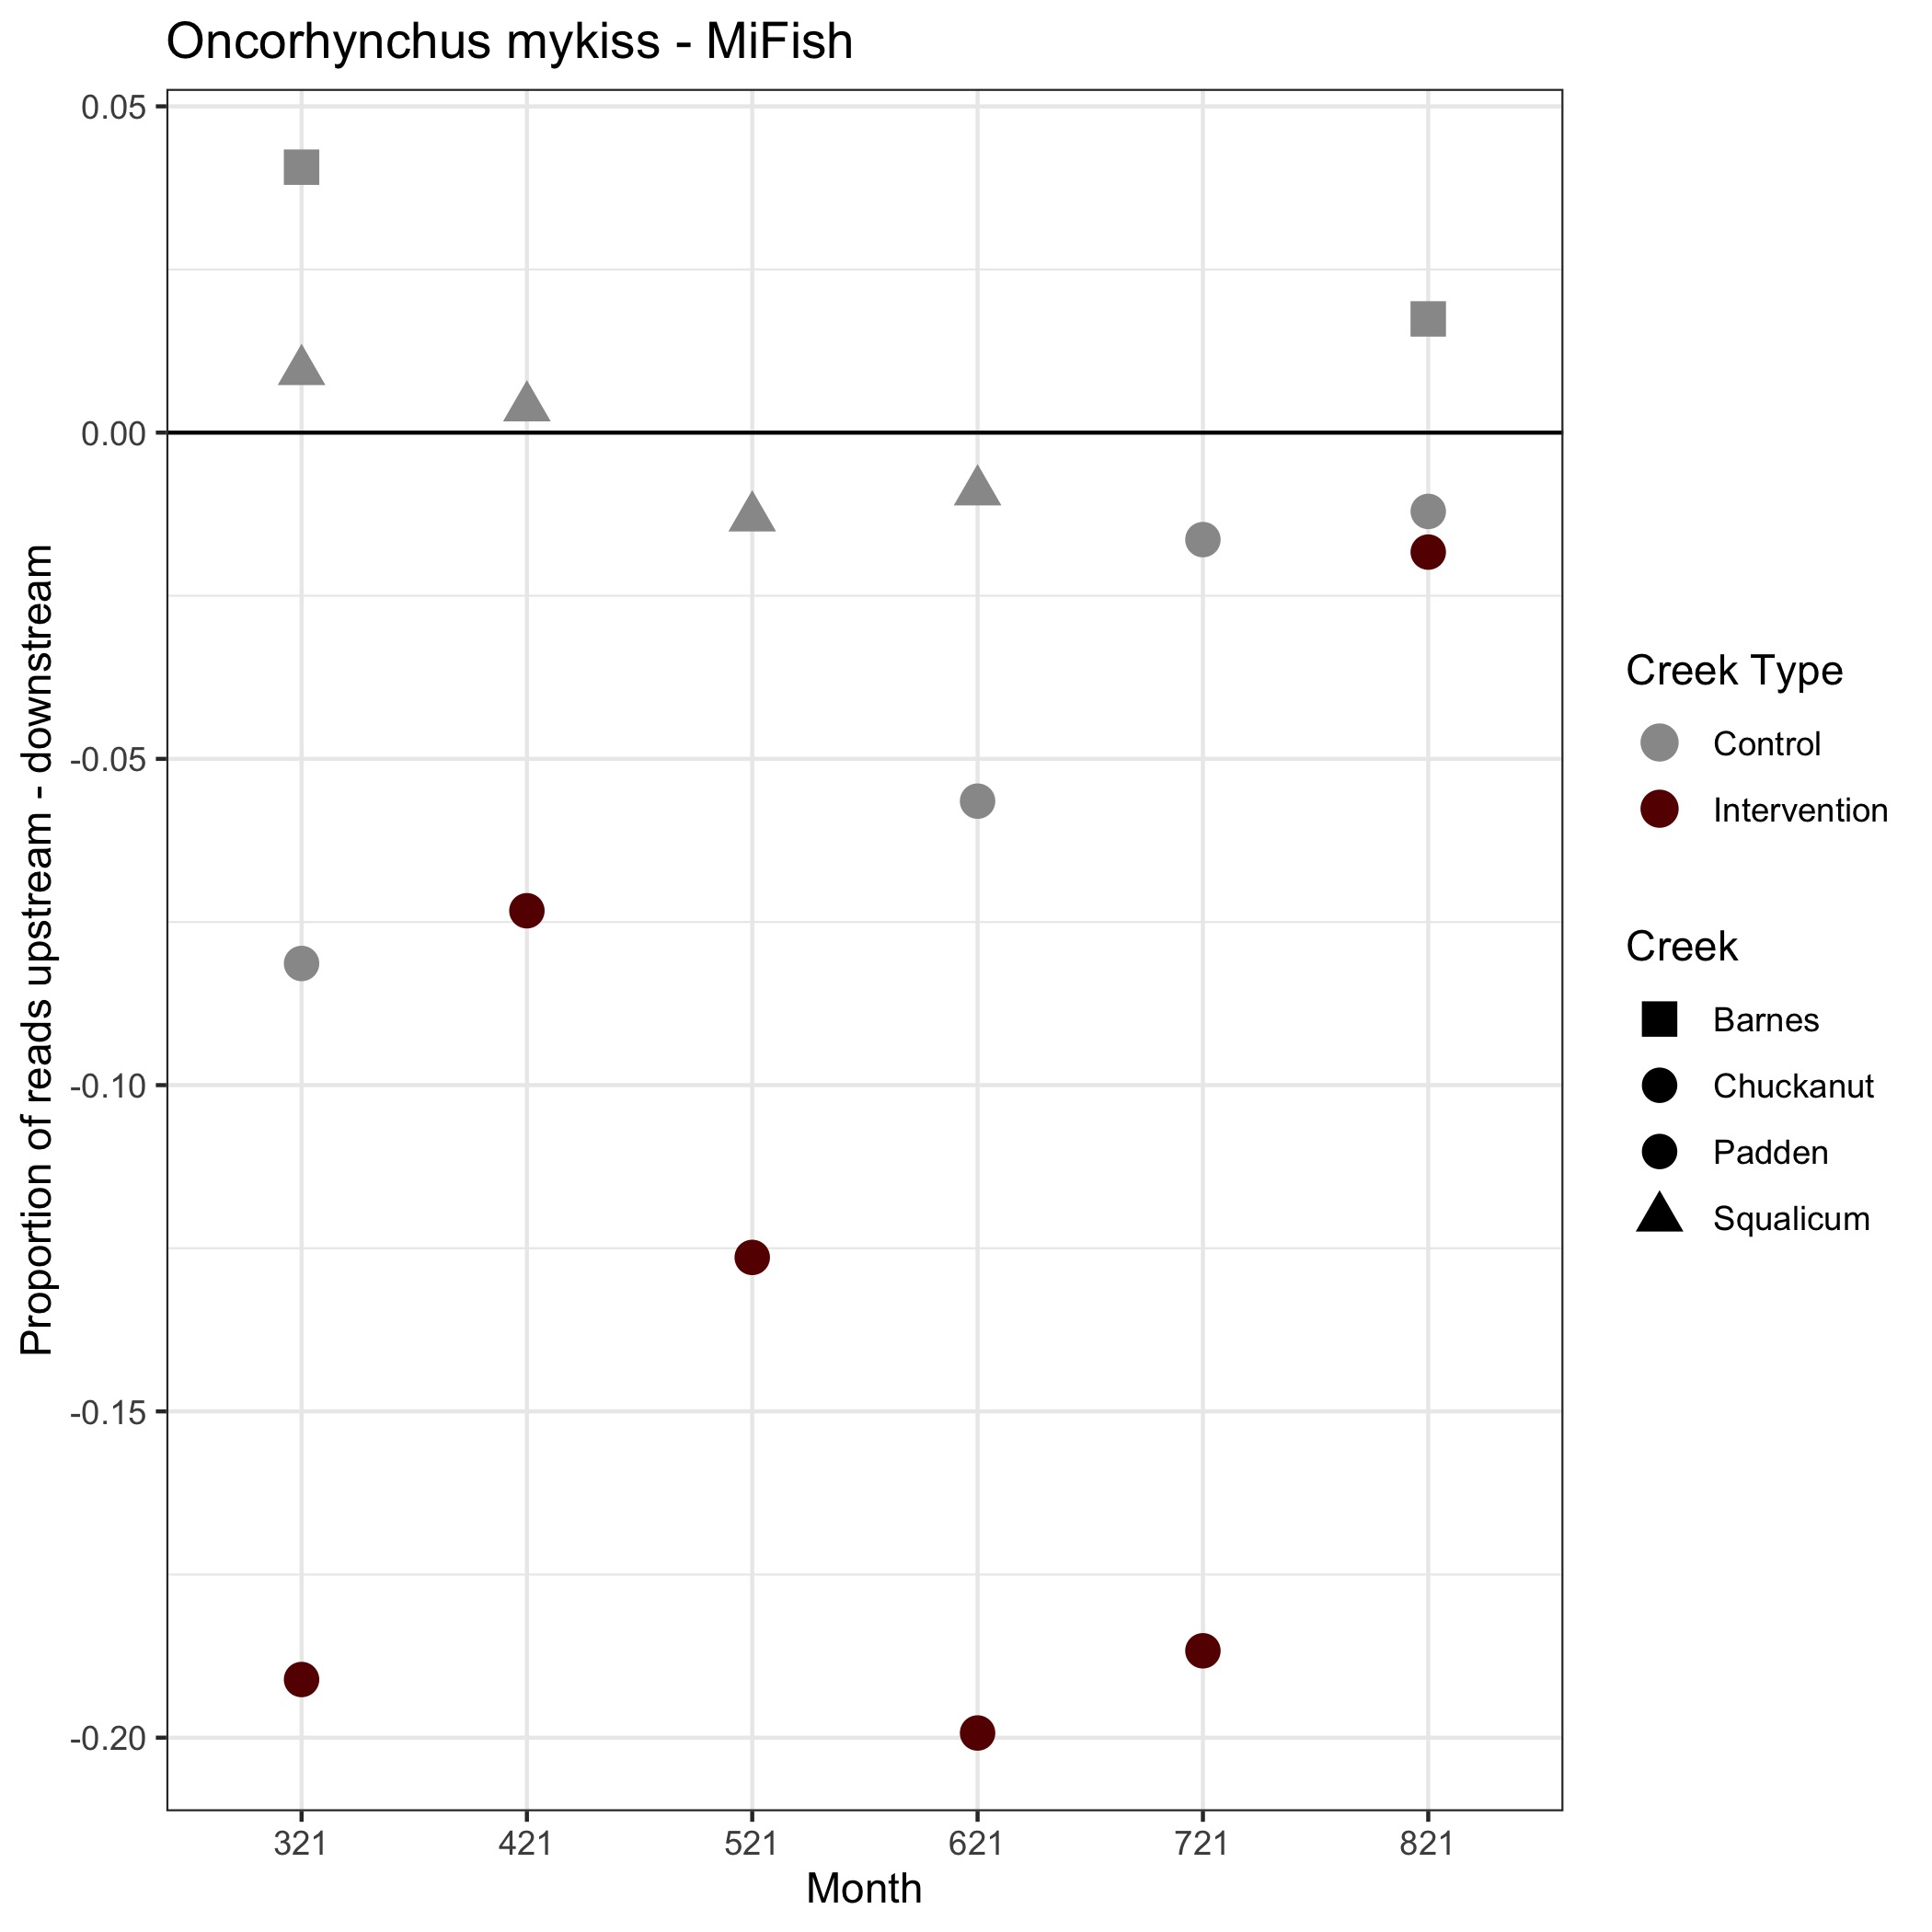 Oncorhynchus mykiss - MiFish
0.05
0.00
-0.05
-0.10
-0.15
-0.20
Proportion of reads upstream - downstream
321 421 521 621 721 821
Month
Creek Type
Control
Intervention
Creek
Barnes
Chuckanut
Padden
Squalicum